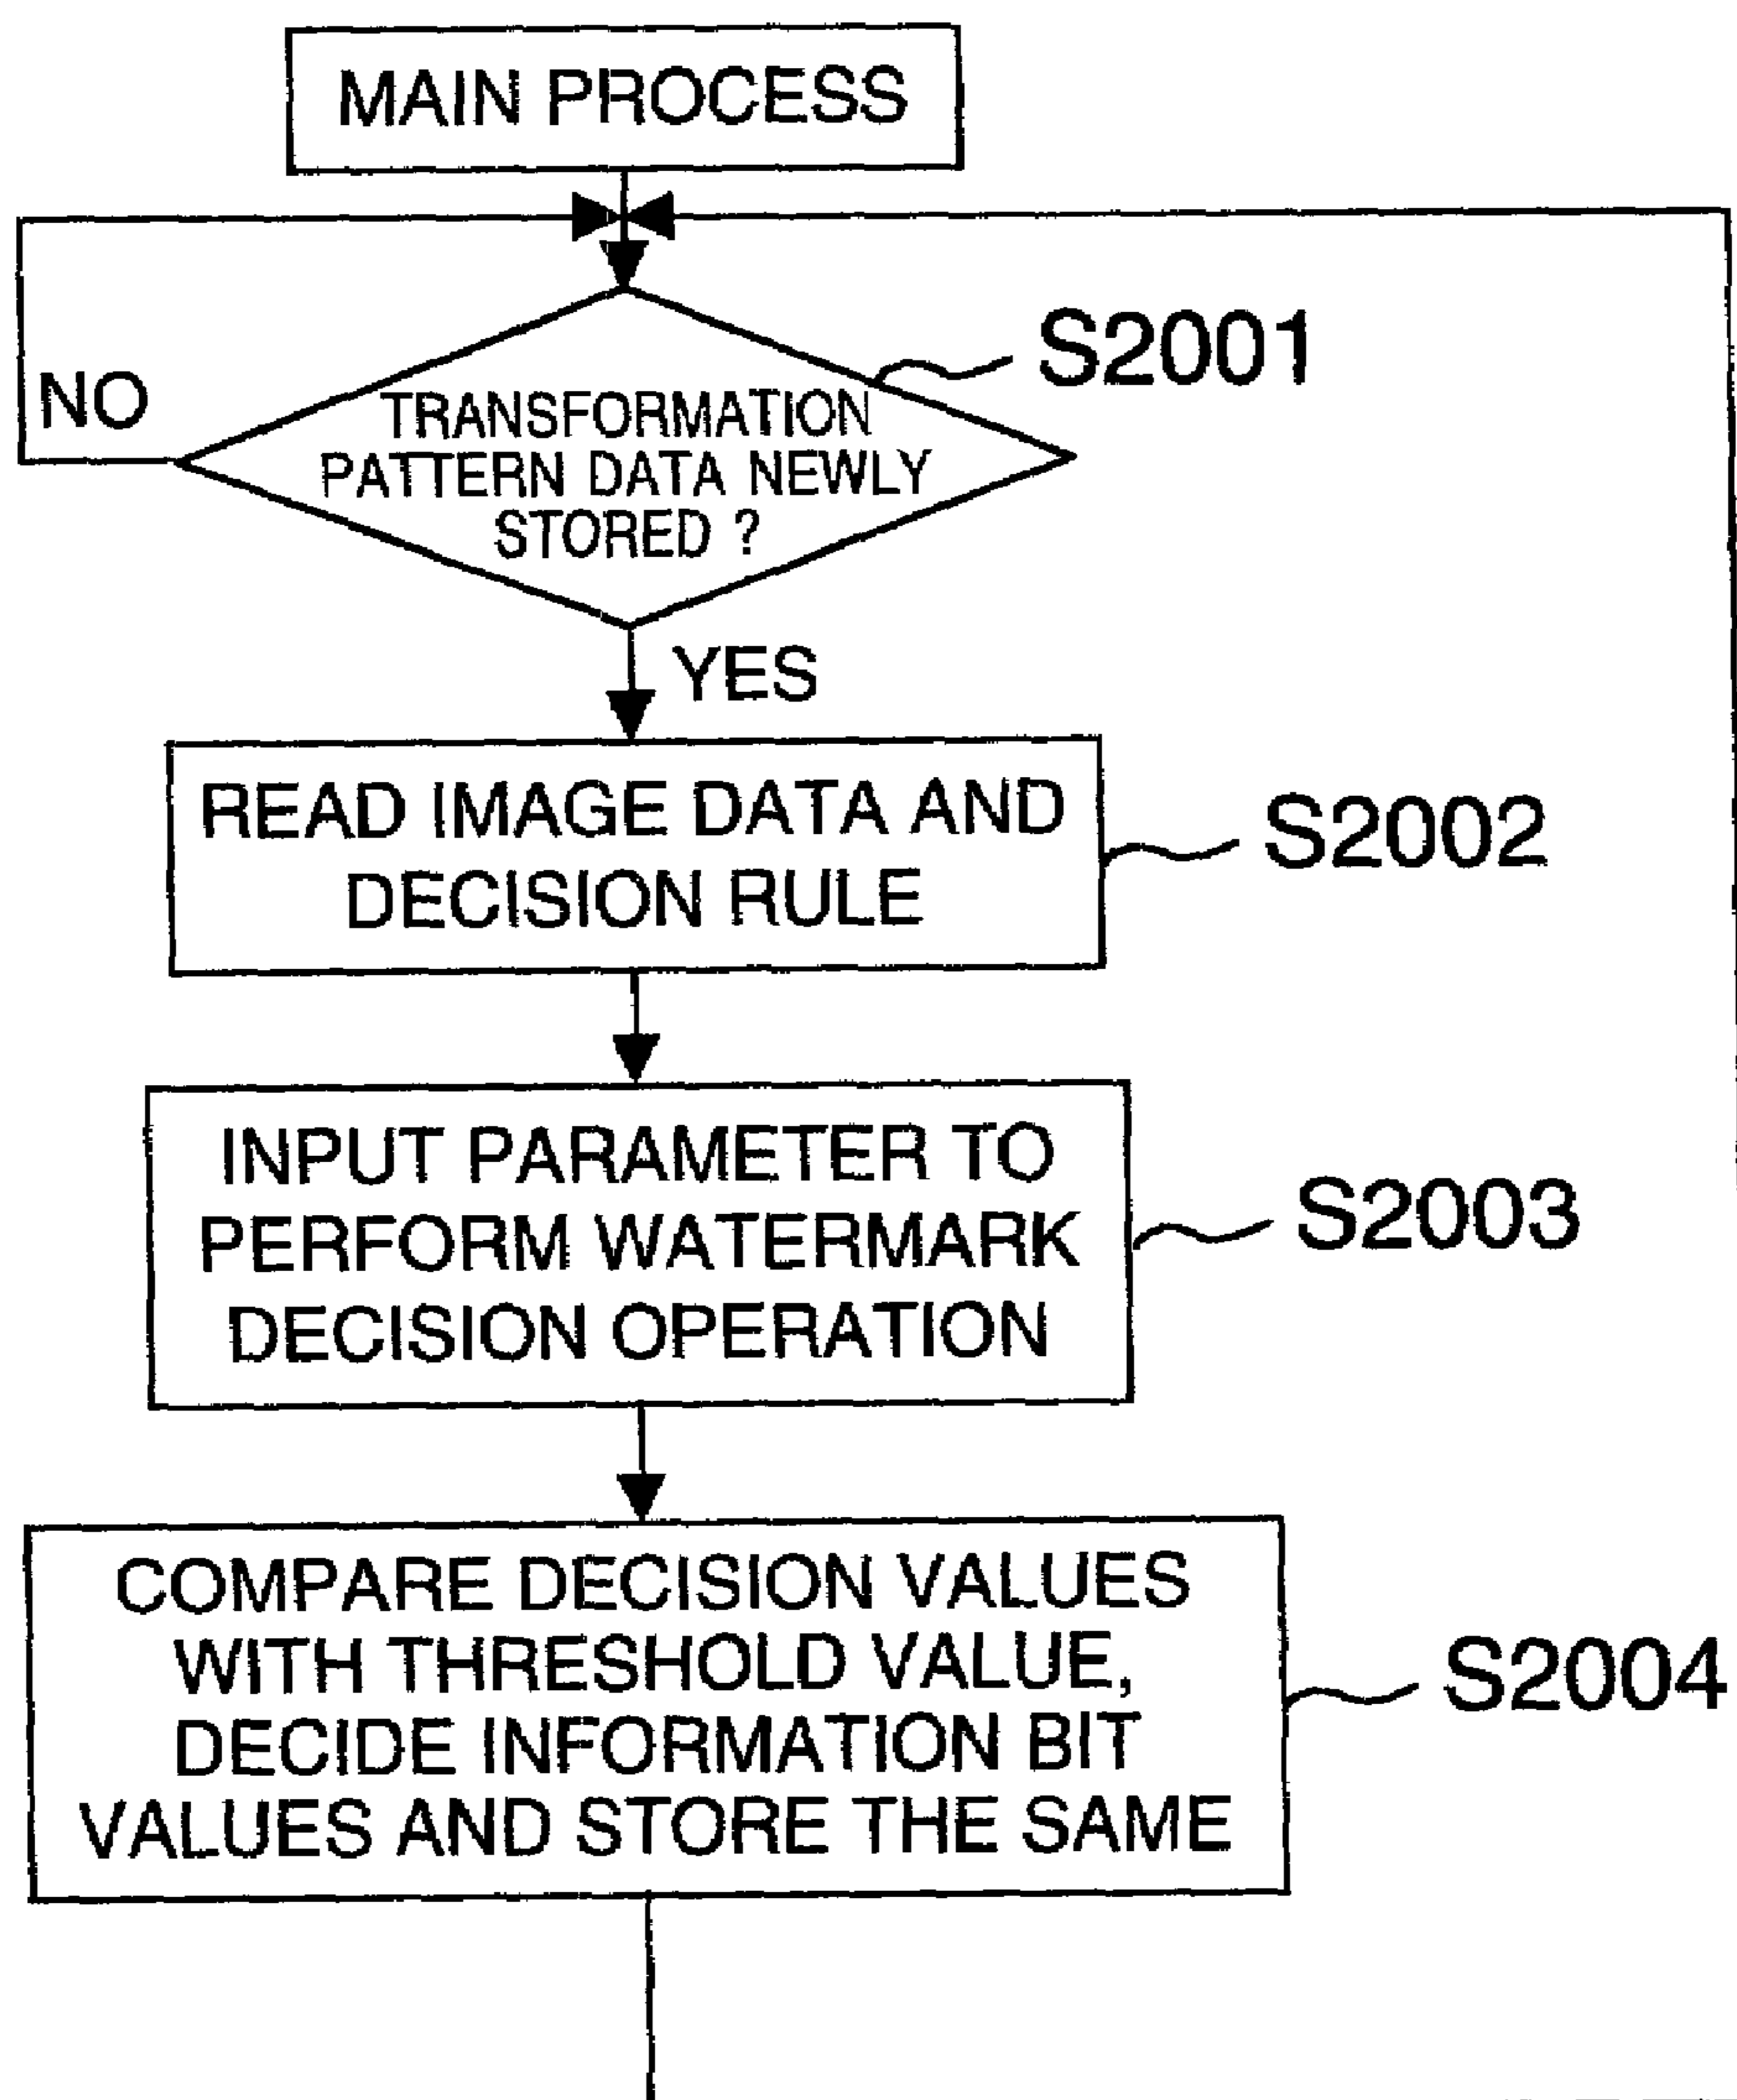 MAIN PROCESS
S2001
NO
TRANSFORMATION
PATTERN DATA NEWLY
STORED ?
YES
READ IMAGE DATA AND
DECISION RULE
S2002
INPUT PARAMETER TO
PERFORM WATERMARK
DECISION OPERATION
S2003
COMPARE DECISION VALUES
WITH THRESHOLD VALUE,
DECIDE INFORMATION BIT
VALUES AND STORE THE SAME
S2004